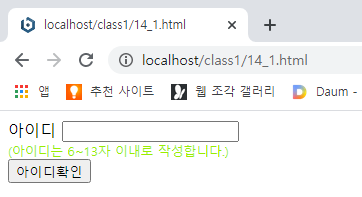 localhost/class1/14_1.html
localhost/class1/14_1.html
앱 추천 사이트 웹 조각 갤러리 Daum -
아이디
(아이디는 6~13자 이내로 작성합니다.)
아이디확인